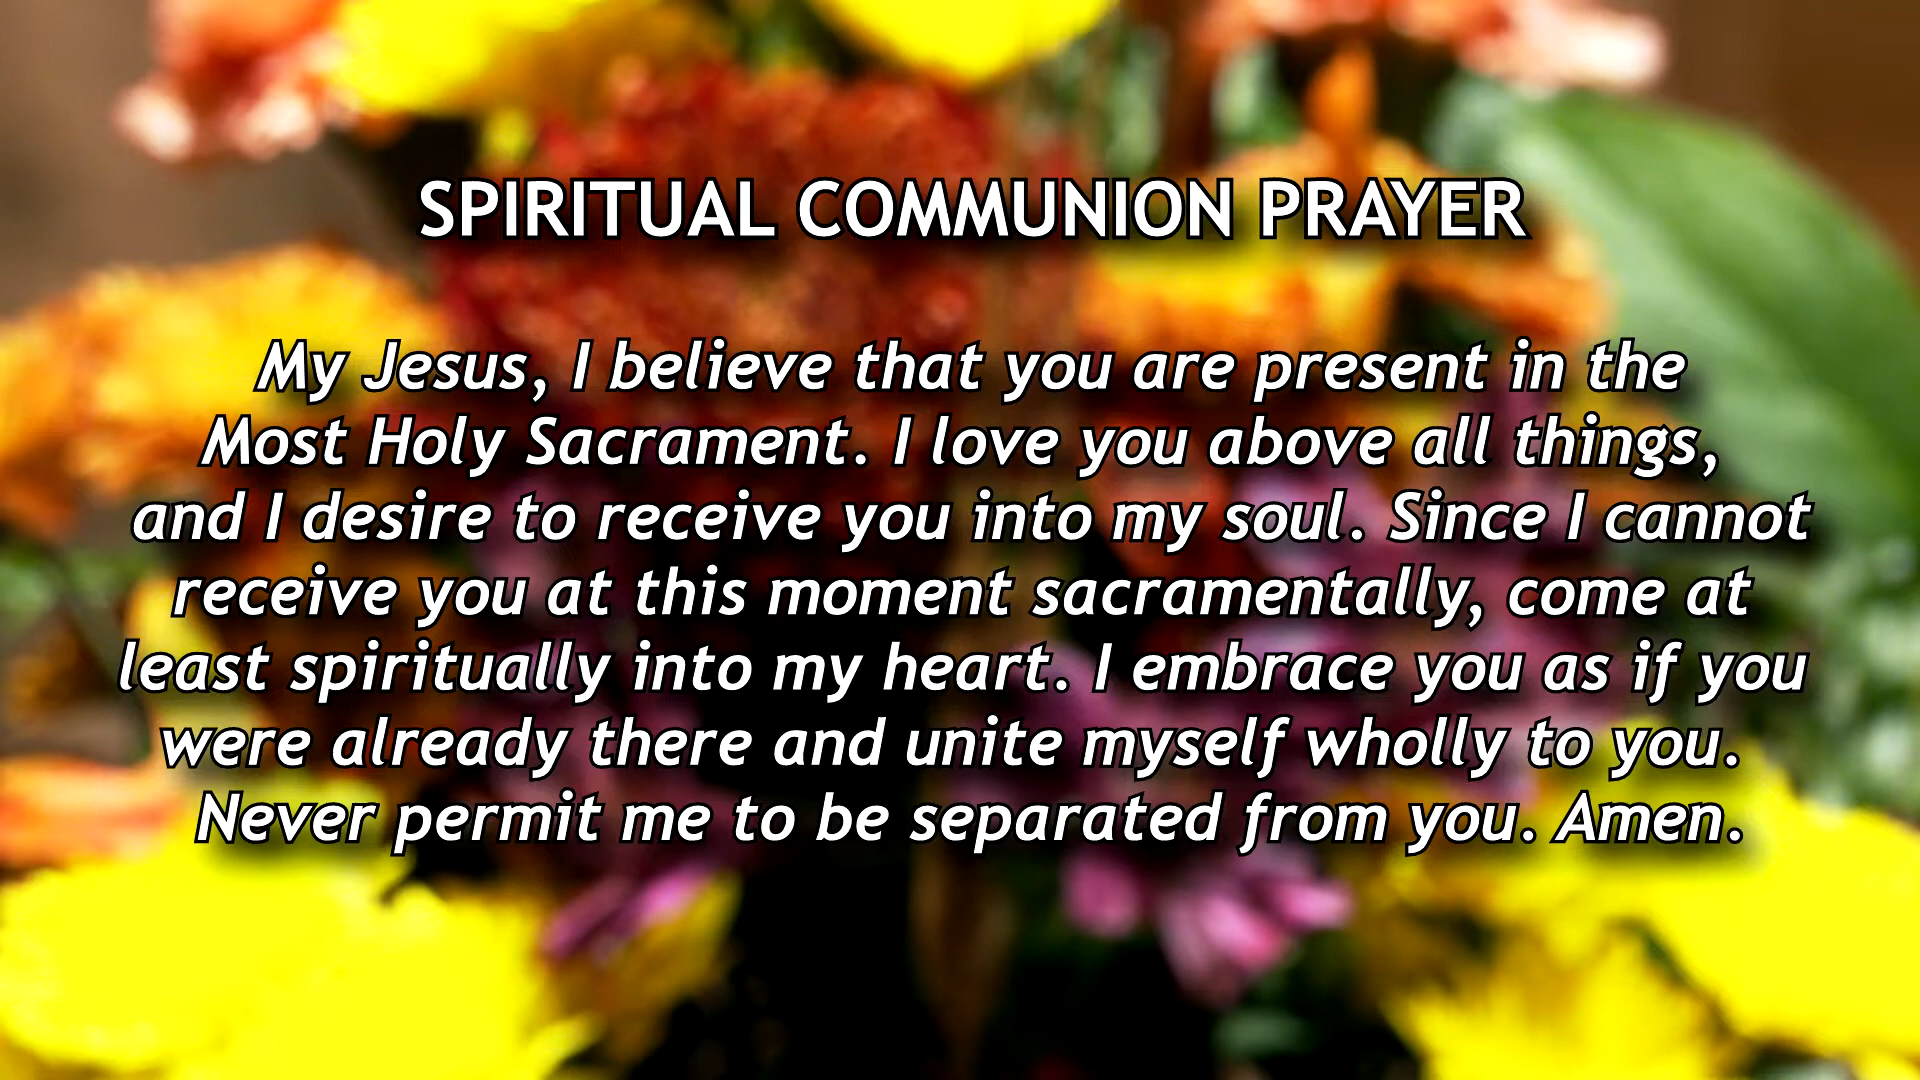 SPIRITUAL COMMUNION PRAYER
My Jesus, I believe that you are present in the
Most Holy Sacrament. I love you above all things,
and I desire to receive you into my soul. Since I cannot
receive you at this moment sacramentally, come at
least spiritually into my heart. I embrace you as if you
were already there and unite myself wholly to you.
Never permit me to be separated from you. Amen.